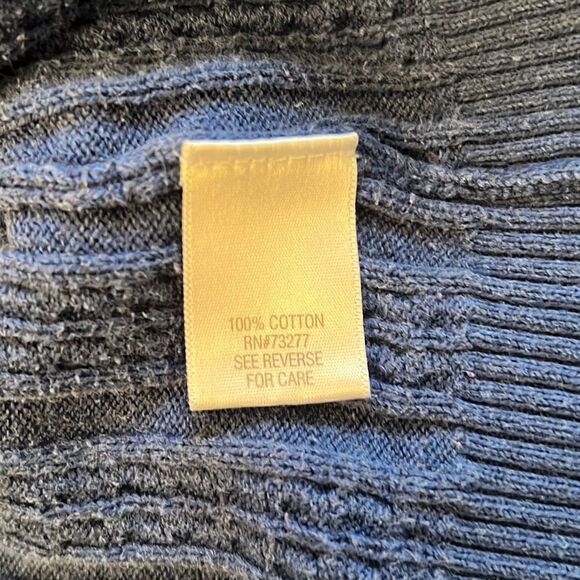 100% COTTON
RN#73277
SEE REVERSE
FOR CARE